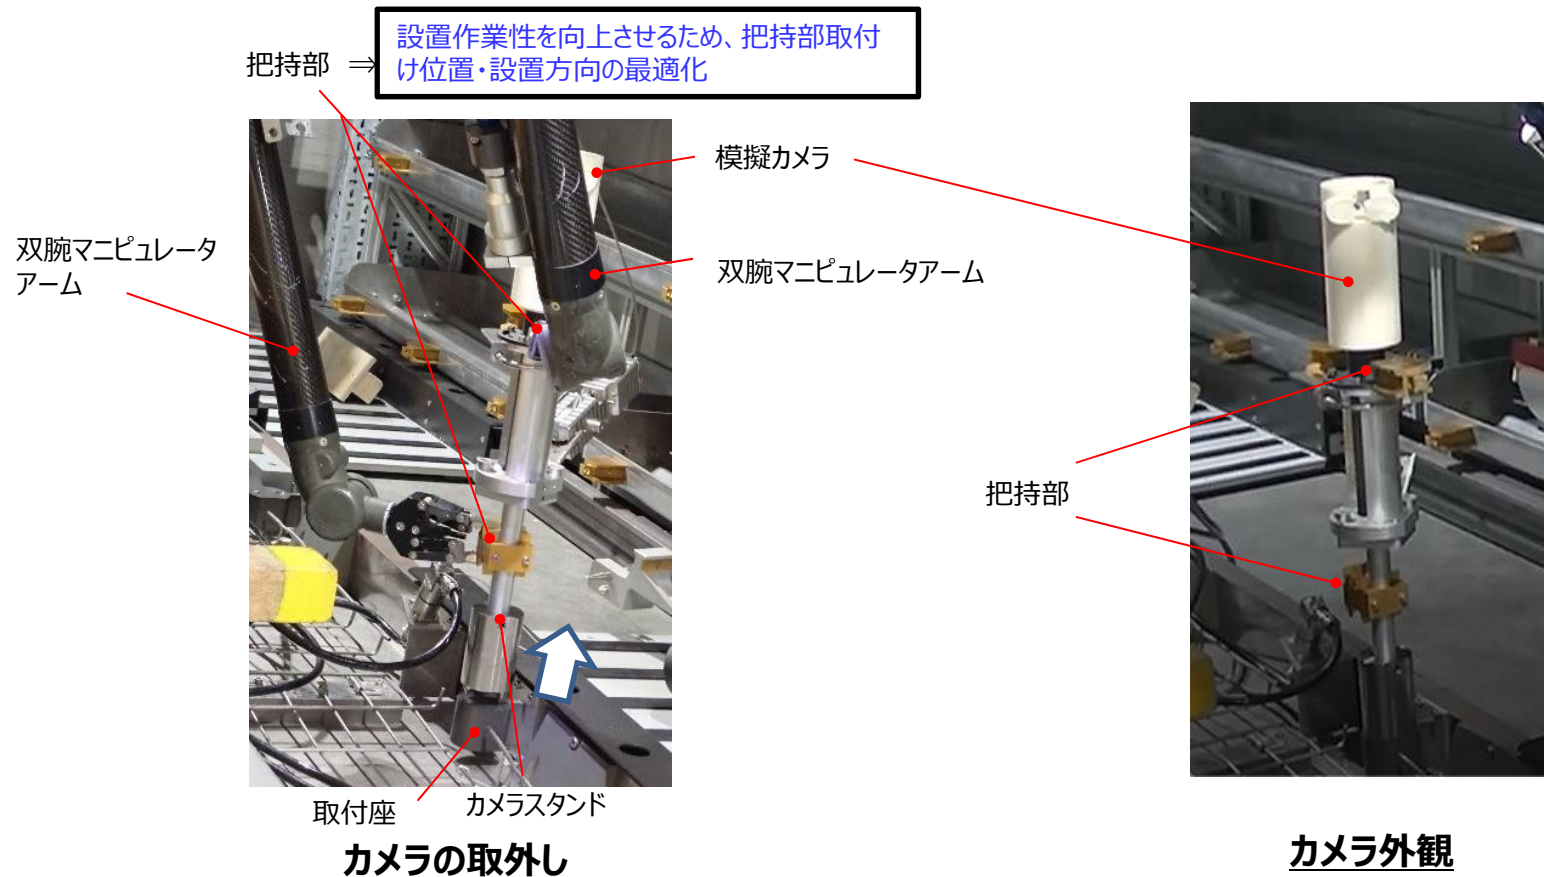 設置作業性を向上させるため、把持部取付
け位置・設置方向の最適化
把持部 ⇒
模擬カメラ
双腕マニピュレータ
アーム
双腕マニピュレータアーム
把持部
取付座
カメラスタンド
カメラの取外し
カメラ外観